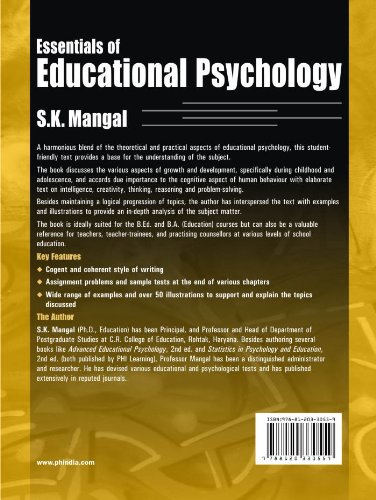 Essentials of
Educational Psychology
S.K. Mangal
A harmonious blend of the theoretical and practical aspects of educational psychology, this student-
friendly text provides a base for the understanding of the subject.
The book discusses the various aspects of growth and development, specifically during childhood and
adolescence, and accords due importance to the cognitive aspect of human behaviour with elaborate
text on intelligence, creativity, thinking, reasoning and problem-solving.
Besides maintaining a logical progression of topics, the author has interspersed the text with examples
and illustrations to provide an in-depth analysis of the subject matter.
The book is ideally suited for the B.Ed. and B.A. (Education) courses but can also be a valuable
reference for teachers, teacher-trainees, and practising counsellors at various levels of school
education.
Key Features
❖ Cogent and coherent style of writing
❖ Assignment problems and sample tests at the end of various chapters
❖ Wide range of examples and over 50 illustrations to support and explain the topics
discussed
The Author
S.K. Mangal (Ph.D., Education) has been Principal, and Professor and Head of Department of
Postgraduate Studies at C.R. College of Education, Rohtak, Haryana. Besides authoring several
books like Advanced Educational Psychology, 2nd ed. and Statistics in Psychology and Education,
2nd ed. (both published by PHI Learning), Professor Mangal has been a distinguished administrator
and researcher. He has devised various educational and psychological tests and has published
extensively in reputed journals.
ISBN:978-81-203-3055-9
9788120330559
www.phindia.com